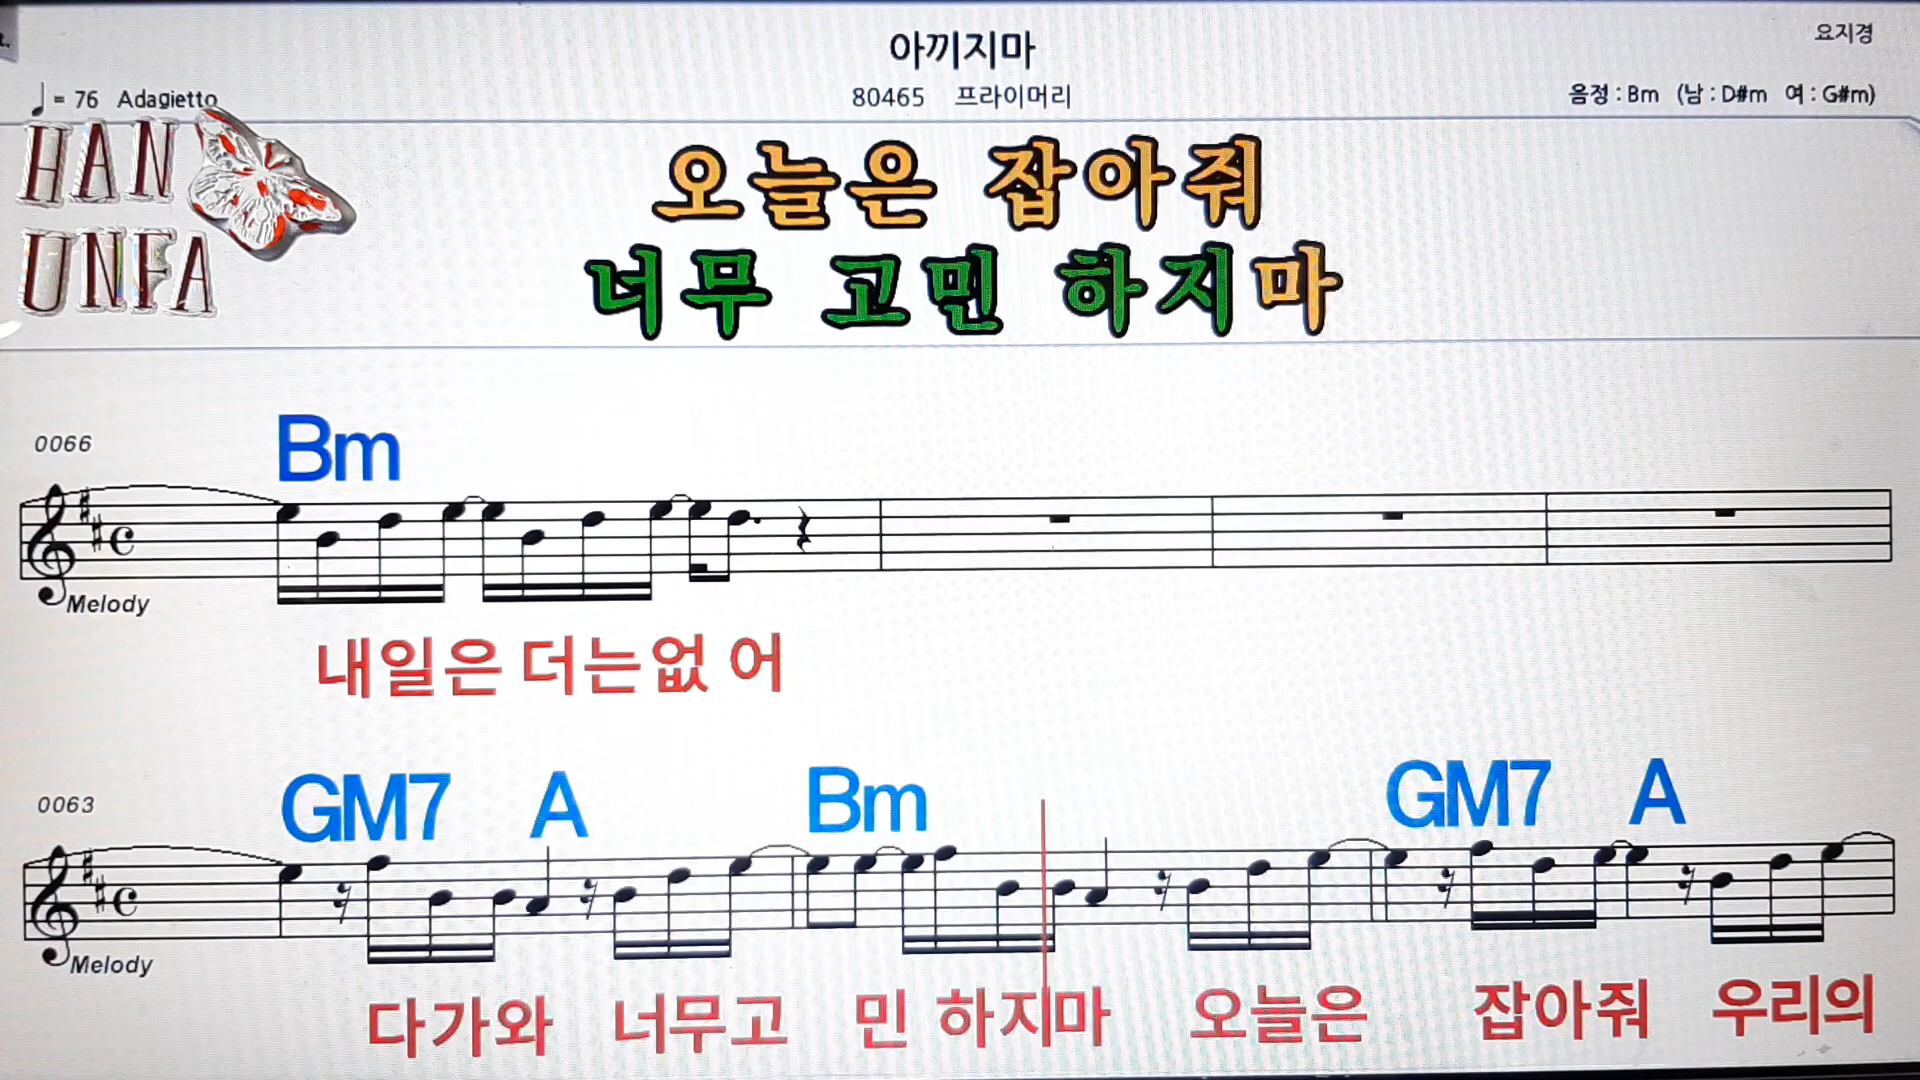 아끼지마
요지경
♩= 76 Adagietto
80465 프라이머리
음정 : Bm (남 : D#m 여 : G#m)
HAN
UNFA
오늘은 잡아줘
너무 고민 하지마
0066
Bm
Melody
내일은 더는없 어
0063
GM7 A Bm GM7 A
Melody
다가와 너무고 민 하지마 오늘은 잡아줘 우리의